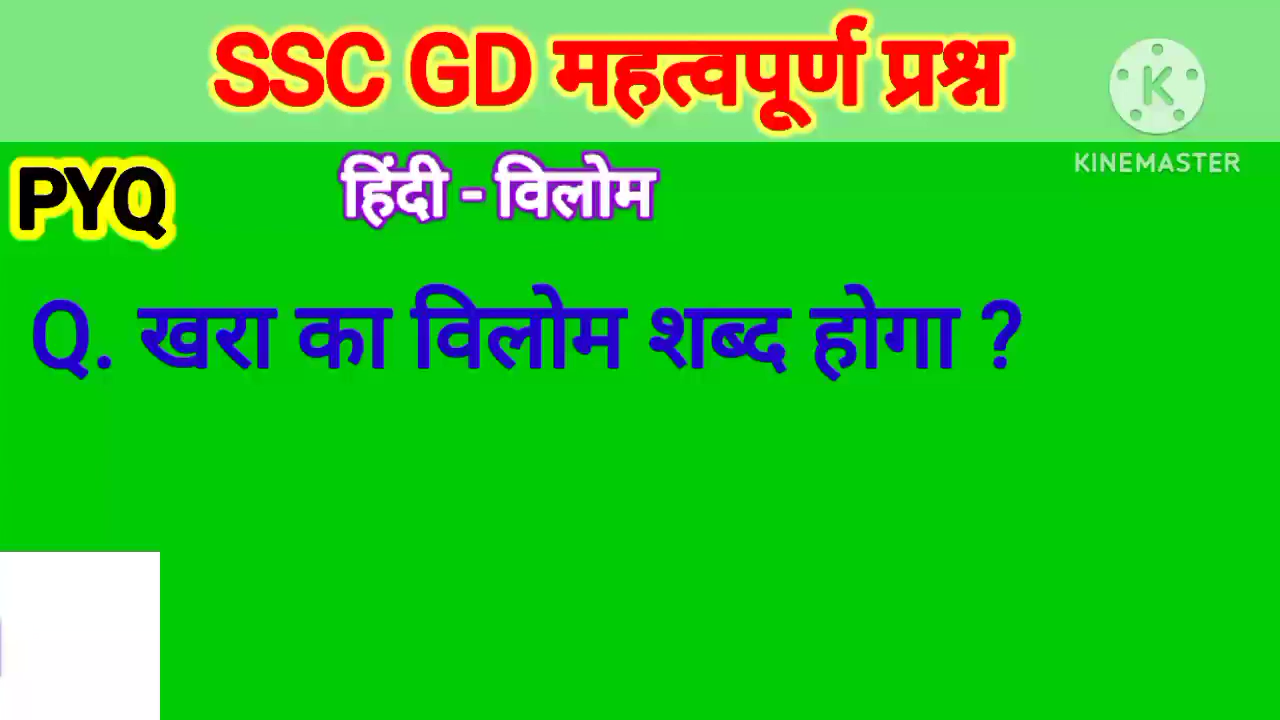 SSC GD महत्वपूर्ण प्रश्न
K
KINEMASTER
PYQ
हिंदी - विलोम
Q. खरा का विलोम शब्द होगा ?